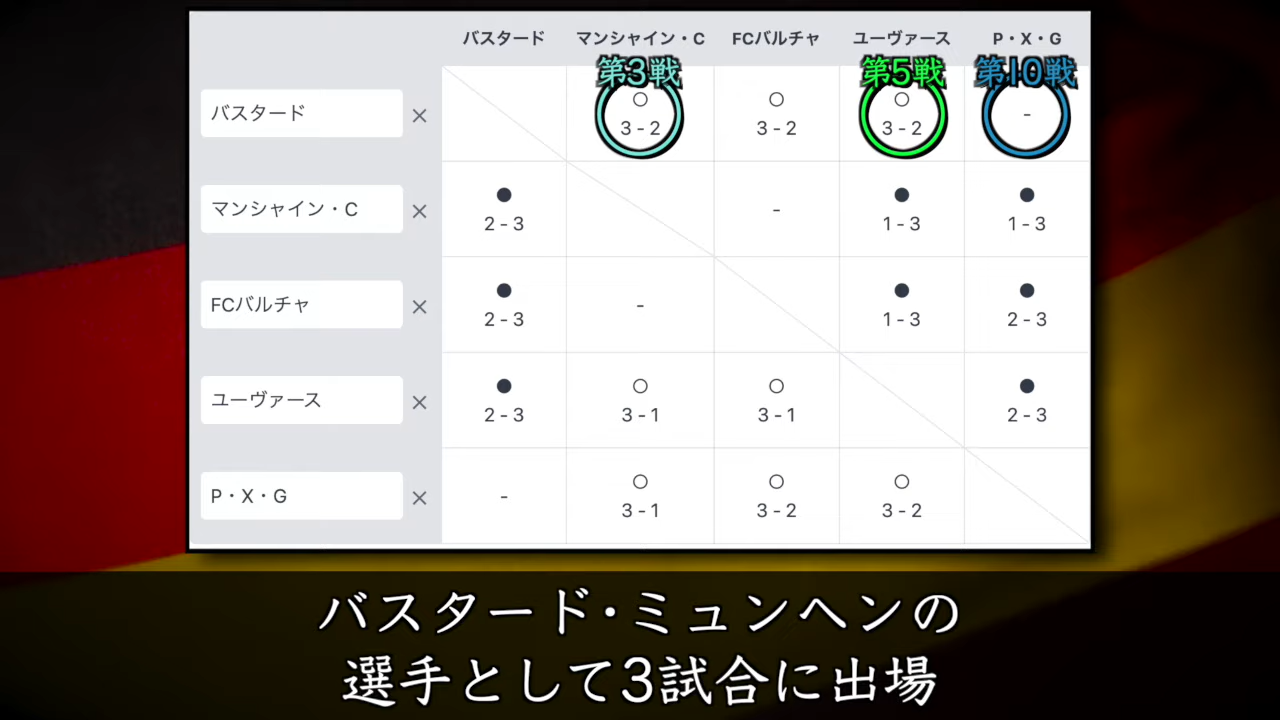 バスタード マンシャイン・C FCバルチャ ユーヴァース P・X・G
第3戦 第5戦 第10戦
バスタード × ○ ○ ○
3 - 2 3 - 2 3 - 2 -
マンシャイン・C × ● - ● ●
2 - 3 1 - 3 1 - 3
FCバルチャ × ● - ● ●
2 - 3 1 - 3 2 - 3
ユーヴァース × ● ○ ○ ●
2 - 3 3 - 1 3 - 1 2 - 3
P・X・G × - ○ ○ ○
3 - 1 3 - 2 3 - 2
バスタード・ミュンヘンの
選手として3試合に出場